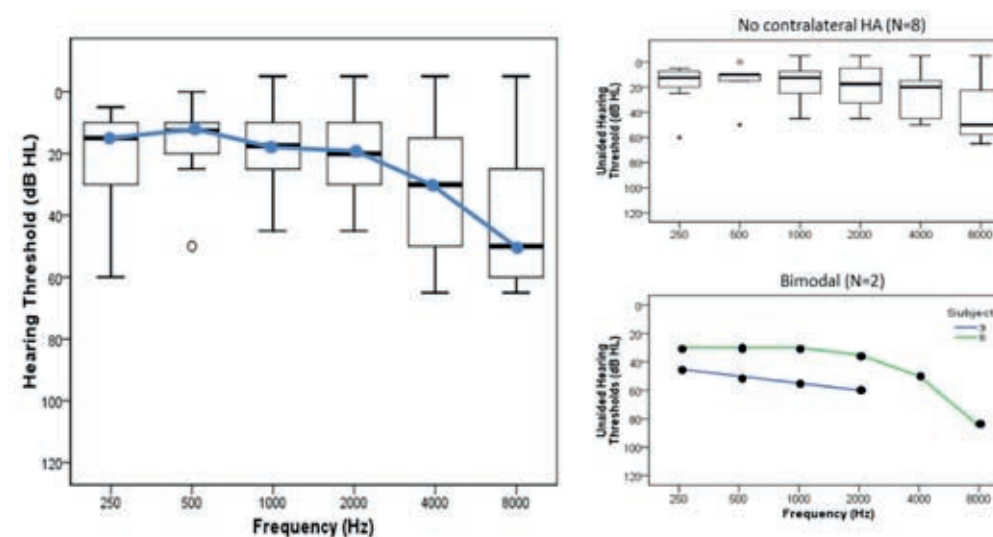 0
20
40
60
80
100
120
Hearing Threshold (dB HL)
250 500 1000 2000 4000 8000
Frequency (Hz)
No contralateral HA (N=8)
0
20
40
60
80
100
120
Unaided Hearing
Threshold (dB HL)
250 500 1000 2000 4000 8000
Bimodal (N=2)
0
20
40
60
80
100
120
Unaided Hearing
Thresholds (dB HL)
Subject
250 500 1000 2000 4000 8000
Frequency (Hz)